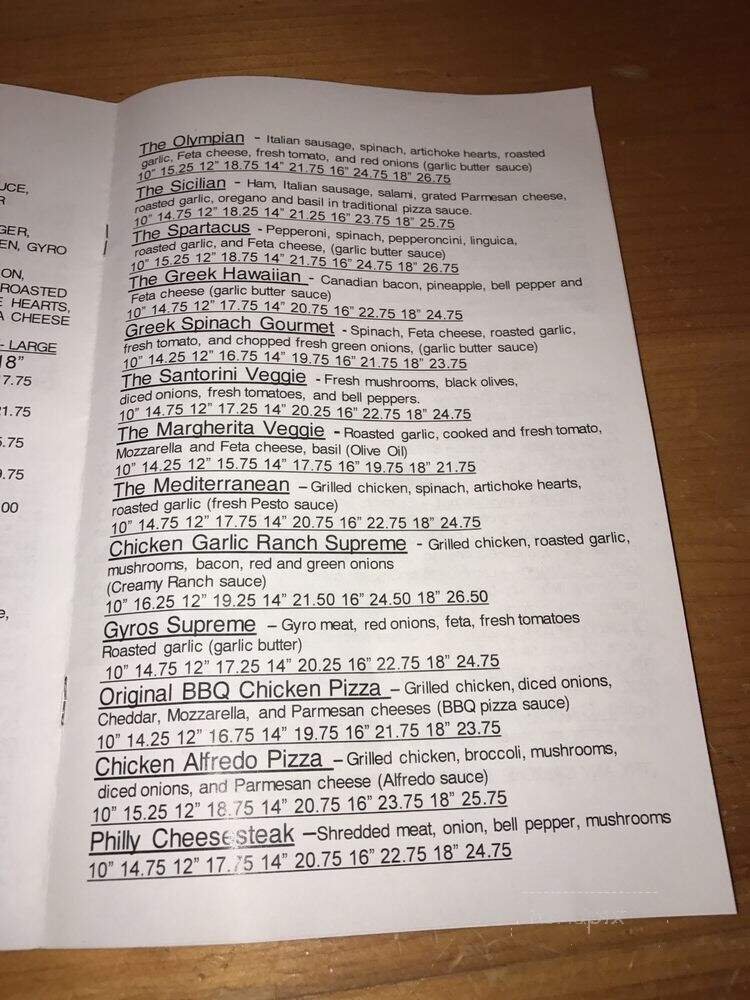 UCE,
R
GER,
EN, GYRO
ON,
ROASTED
HEARTS,
A CHEESE
- LARGE
18"
7.75
1.75
5.75
9.75
00
e,
The Olympian - Italian sausage, spinach, artichoke hearts, roasted
garlic, Feta cheese, fresh tomato, and red onions (garlic butter sauce)
10" 15.25 12" 18.75 14" 21.75 16" 24.75 18" 26.75
The Sicilian - Ham, Italian sausage, salami, grated Parmesan cheese,
roasted garlic, oregano and basil in traditional pizza sauce.
10" 14.75 12" 18.25 14" 21.25 16" 23.75 18" 25.75
The Spartacus - Pepperoni, spinach, pepperoncini, linguica,
roasted garlic, and Feta cheese, (garlic butter sauce)
10" 15.25 12" 18.75 14" 21.75 16" 24.75 18" 26.75
The Greek Hawaiian - Canadian bacon, pineapple, bell pepper and
Feta cheese (garlic butter sauce)
10" 14.75 12" 17.75 14" 20.75 16" 22.75 18" 24.75
Greek Spinach Gourmet - Spinach, Feta cheese, roasted garlic,
fresh tomato, and chopped fresh green onions, (garlic butter sauce)
10" 14.25 12" 16.75 14" 19.75 16" 21.75 18" 23.75
The Santorini Veggie - Fresh mushrooms, black olives,
diced onions, fresh tomatoes, and bell peppers.
10" 14.75 12" 17.25 14" 20.25 16" 22.75 18" 24.75
The Margherita Veggie - Roasted garlic, cooked and fresh tomato,
Mozzarella and Feta cheese, basil (Olive Oil)
10" 14.25 12" 15.75 14" 17.75 16" 19.75 18" 21.75
The Mediterranean – Grilled chicken, spinach, artichoke hearts,
roasted garlic (fresh Pesto sauce)
10" 14.75 12" 17.75 14" 20.75 16" 22.75 18" 24.75
Chicken Garlic Ranch Supreme - Grilled chicken, roasted garlic,
mushrooms, bacon, red and green onions
(Creamy Ranch sauce)
10" 16.25 12" 19.25 14" 21.50 16" 24.50 18" 26.50
Gyros Supreme – Gyro meat, red onions, feta, fresh tomatoes
Roasted garlic (garlic butter)
10" 14.75 12" 17.25 14" 20.25 16" 22.75 18" 24.75
Original BBQ Chicken Pizza – Grilled chicken, diced onions,
Cheddar, Mozzarella, and Parmesan cheeses (BBQ pizza sauce)
10" 14.25 12" 16.75 14" 19.75 16" 21.75 18" 23.75
Chicken Alfredo Pizza – Grilled chicken, broccoli, mushrooms,
diced onions, and Parmesan cheese (Alfredo sauce)
10" 15.25 12" 18.75 14" 20.75 16" 23.75 18" 25.75
Philly Cheesesteak – Shredded meat, onion, bell pepper, mushrooms
10" 14.75 12" 17.75 14" 20.75 16" 22.75 18" 24.75